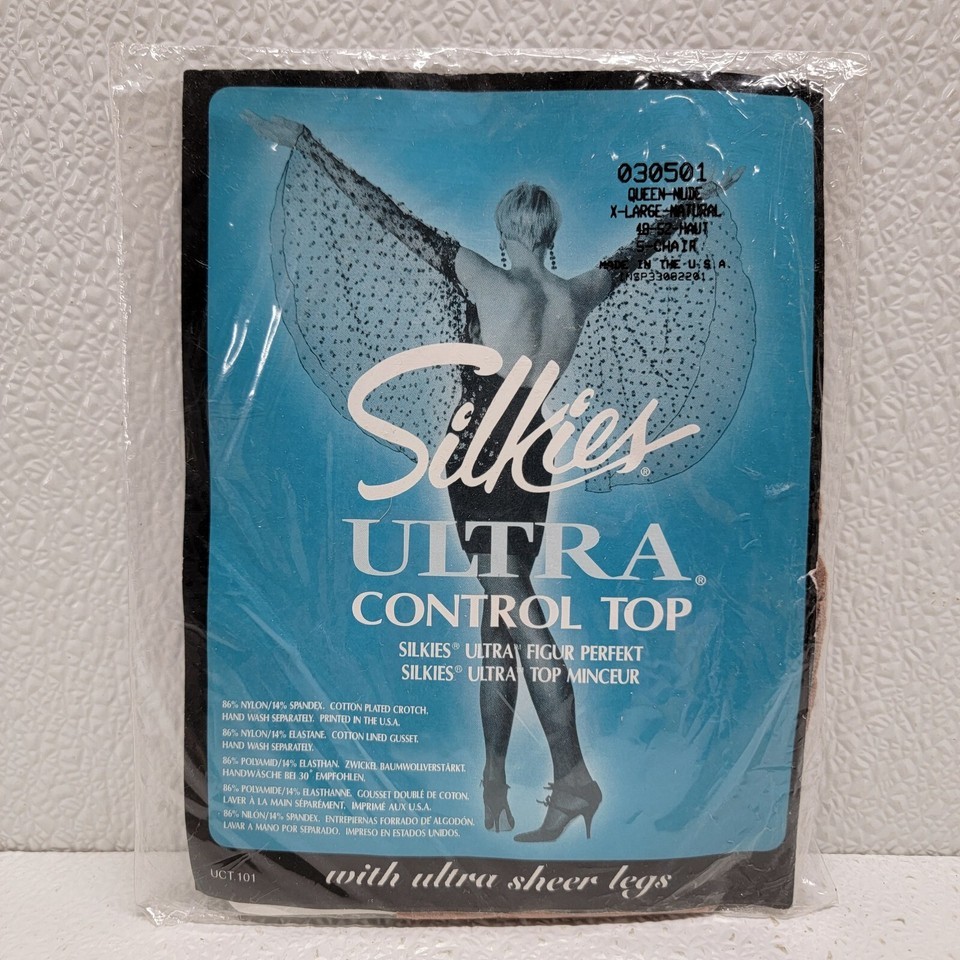 030501
QUEEN-NUDE
X-LARGE-NATURAL
48-52-HAUT
5-CHAIR
MADE IN THE U.S.A.
INSP33082201
Silkies®
ULTRA®
CONTROL TOP
SILKIES® ULTRA™ FIGUR PERFEKT
SILKIES® ULTRA™ TOP MINCEUR
86% NYLON/14% SPANDEX. COTTON PLATED CROTCH.
HAND WASH SEPARATELY. PRINTED IN THE U.S.A.
86% NYLON/14% ELASTANE. COTTON LINED GUSSET.
HAND WASH SEPARATELY.
86% POLYAMID/14% ELASTHAN. ZWICKEL BAUMWOLLVERSTÄRKT.
HANDWÄSCHE BEI 30° EMPFOHLEN.
86% POLYAMIDE/14% ELASTHANNE. GOUSSET DOUBLÉ DE COTON.
LAVER À LA MAIN SÉPARÉMENT. IMPRIMÉ AUX U.S.A.
86% NILÓN/14% SPANDEX. ENTREPIERNAS FORRADO DE ALGODÓN.
LAVAR A MANO POR SEPARADO. IMPRESO EN ESTADOS UNIDOS.
UCT.101
with ultra sheer legs